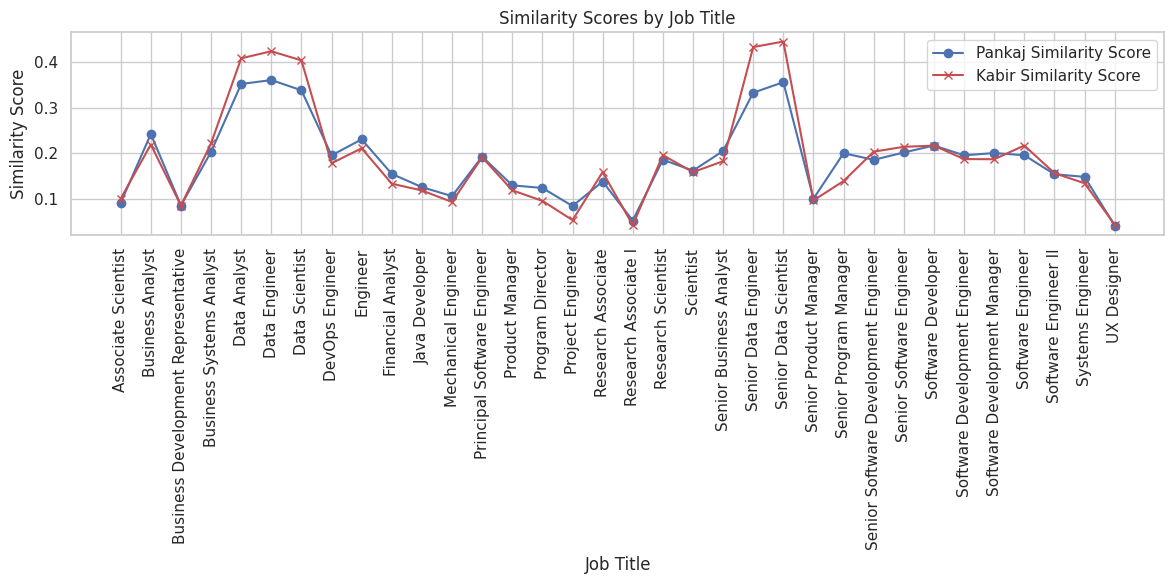 Similarity Scores by Job Title
Pankaj Similarity Score
Kabir Similarity Score
Similarity Score
0.4
0.3
0.2
0.1
Associate Scientist
Business Analyst
Business Development Representative
Business Systems Analyst
Data Analyst
Data Engineer
Data Scientist
DevOps Engineer
Engineer
Financial Analyst
Java Developer
Mechanical Engineer
Principal Software Engineer
Product Manager
Program Director
Project Engineer
Research Associate
Research Associate I
Research Scientist
Scientist
Senior Business Analyst
Senior Data Engineer
Senior Data Scientist
Senior Product Manager
Senior Program Manager
Senior Software Development Engineer
Senior Software Engineer
Software Developer
Software Development Engineer
Software Development Manager
Software Engineer
Software Engineer II
Systems Engineer
UX Designer
Job Title